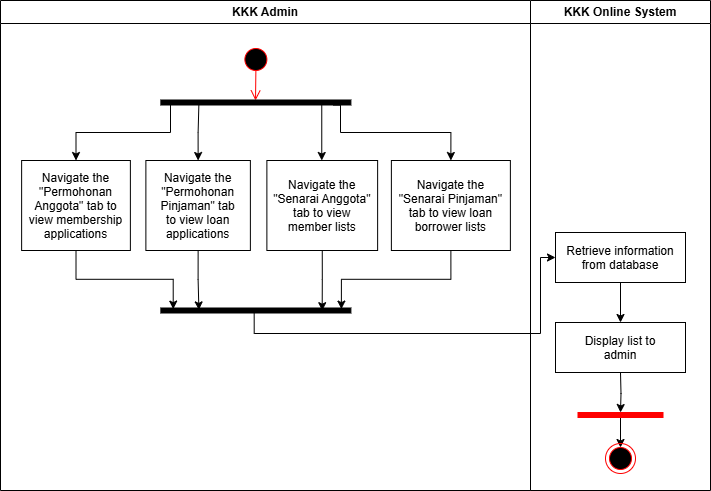 KKK Admin
KKK Online System
Navigate the
"Permohonan
Anggota" tab to
view membership
applications
Navigate the
"Permohonan
Pinjaman" tab
to view loan
applications
Navigate the
"Senarai Anggota"
tab to view
member lists
Navigate the
"Senarai Pinjaman"
tab to view loan
borrower lists
Retrieve information
from database
Display list to
admin